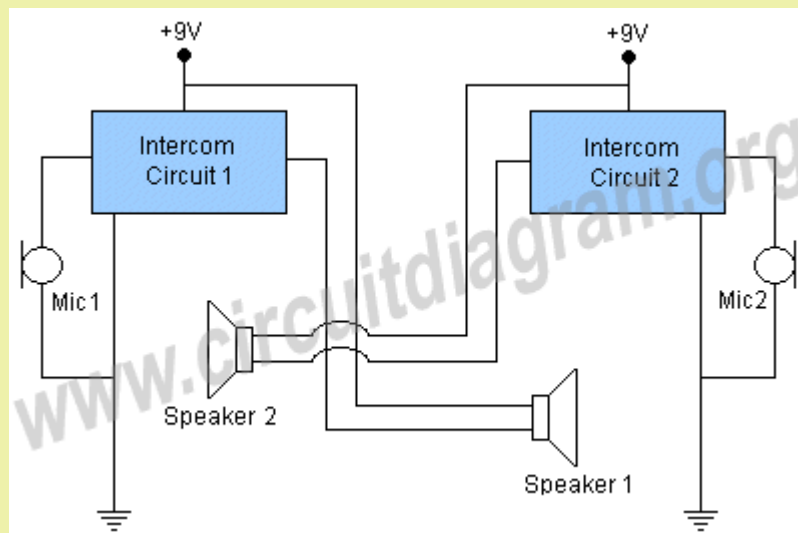 +9V
+9V
Intercom
Circuit 1
Intercom
Circuit 2
Mic1
Mic2
Speaker 2
Speaker 1
www.circuitdiagram.org